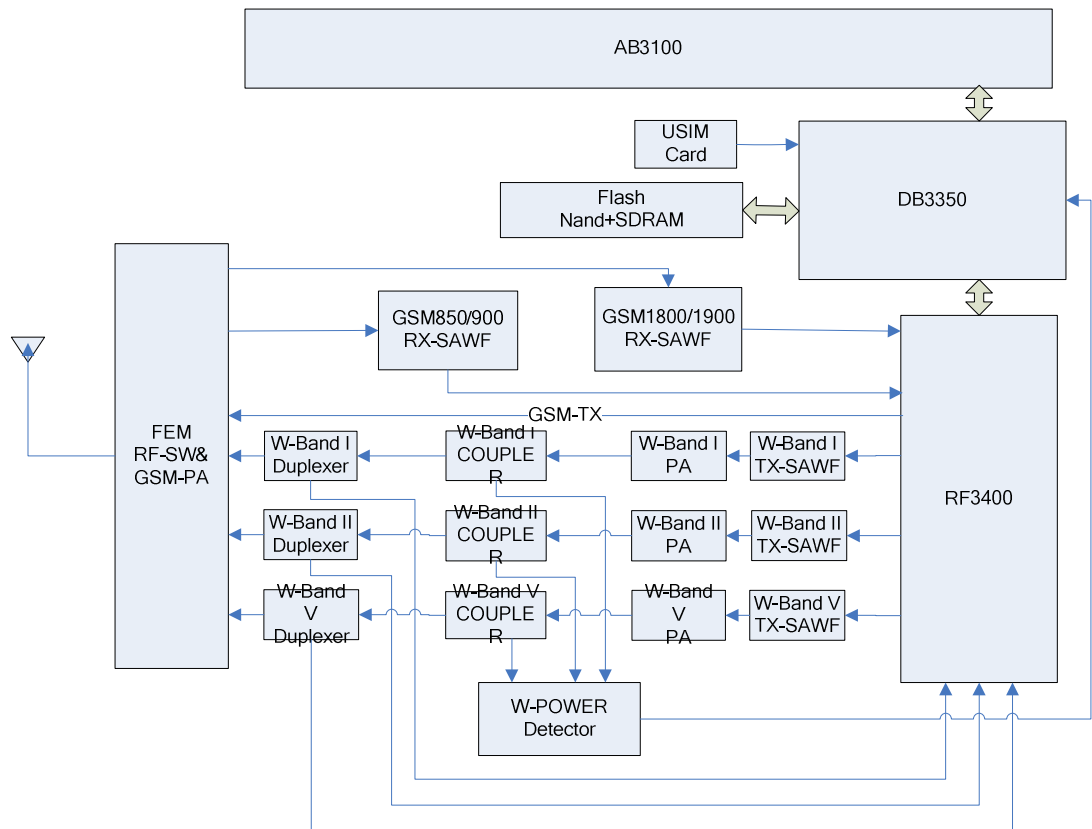 AB3100
USIM
Card
DB3350
Flash
Nand+SDRAM
GSM850/900
RX-SAWF
GSM1800/1900
RX-SAWF
GSM-TX
FEM
RF-SW&
GSM-PA
W-Band I
Duplexer
W-Band I
COUPLE
R
W-Band I
PA
W-Band I
TX-SAWF
RF3400
W-Band II
Duplexer
W-Band II
COUPLE
R
W-Band II
PA
W-Band II
TX-SAWF
W-Band
V
Duplexer
W-Band V
COUPLE
R
W-Band
V
PA
W-Band V
TX-SAWF
W-POWER
Detector